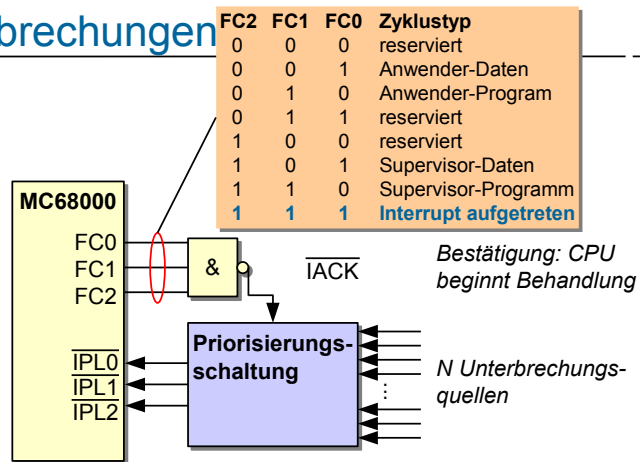 brechungen
FC2 FC1 FC0 Zyklustyp
0 0 0 reserviert
0 0 1 Anwender-Daten
0 1 0 Anwender-Program
0 1 1 reserviert
1 0 0 reserviert
1 0 1 Supervisor-Daten
1 1 0 Supervisor-Programm
1 1 1 Interrupt aufgetreten
MC68000
FC0
FC1
FC2
&
IACK
Bestätigung: CPU
beginnt Behandlung
IPL0
IPL1
IPL2
Priorisierungs-
schaltung
N Unterbrechungs-
quellen
...